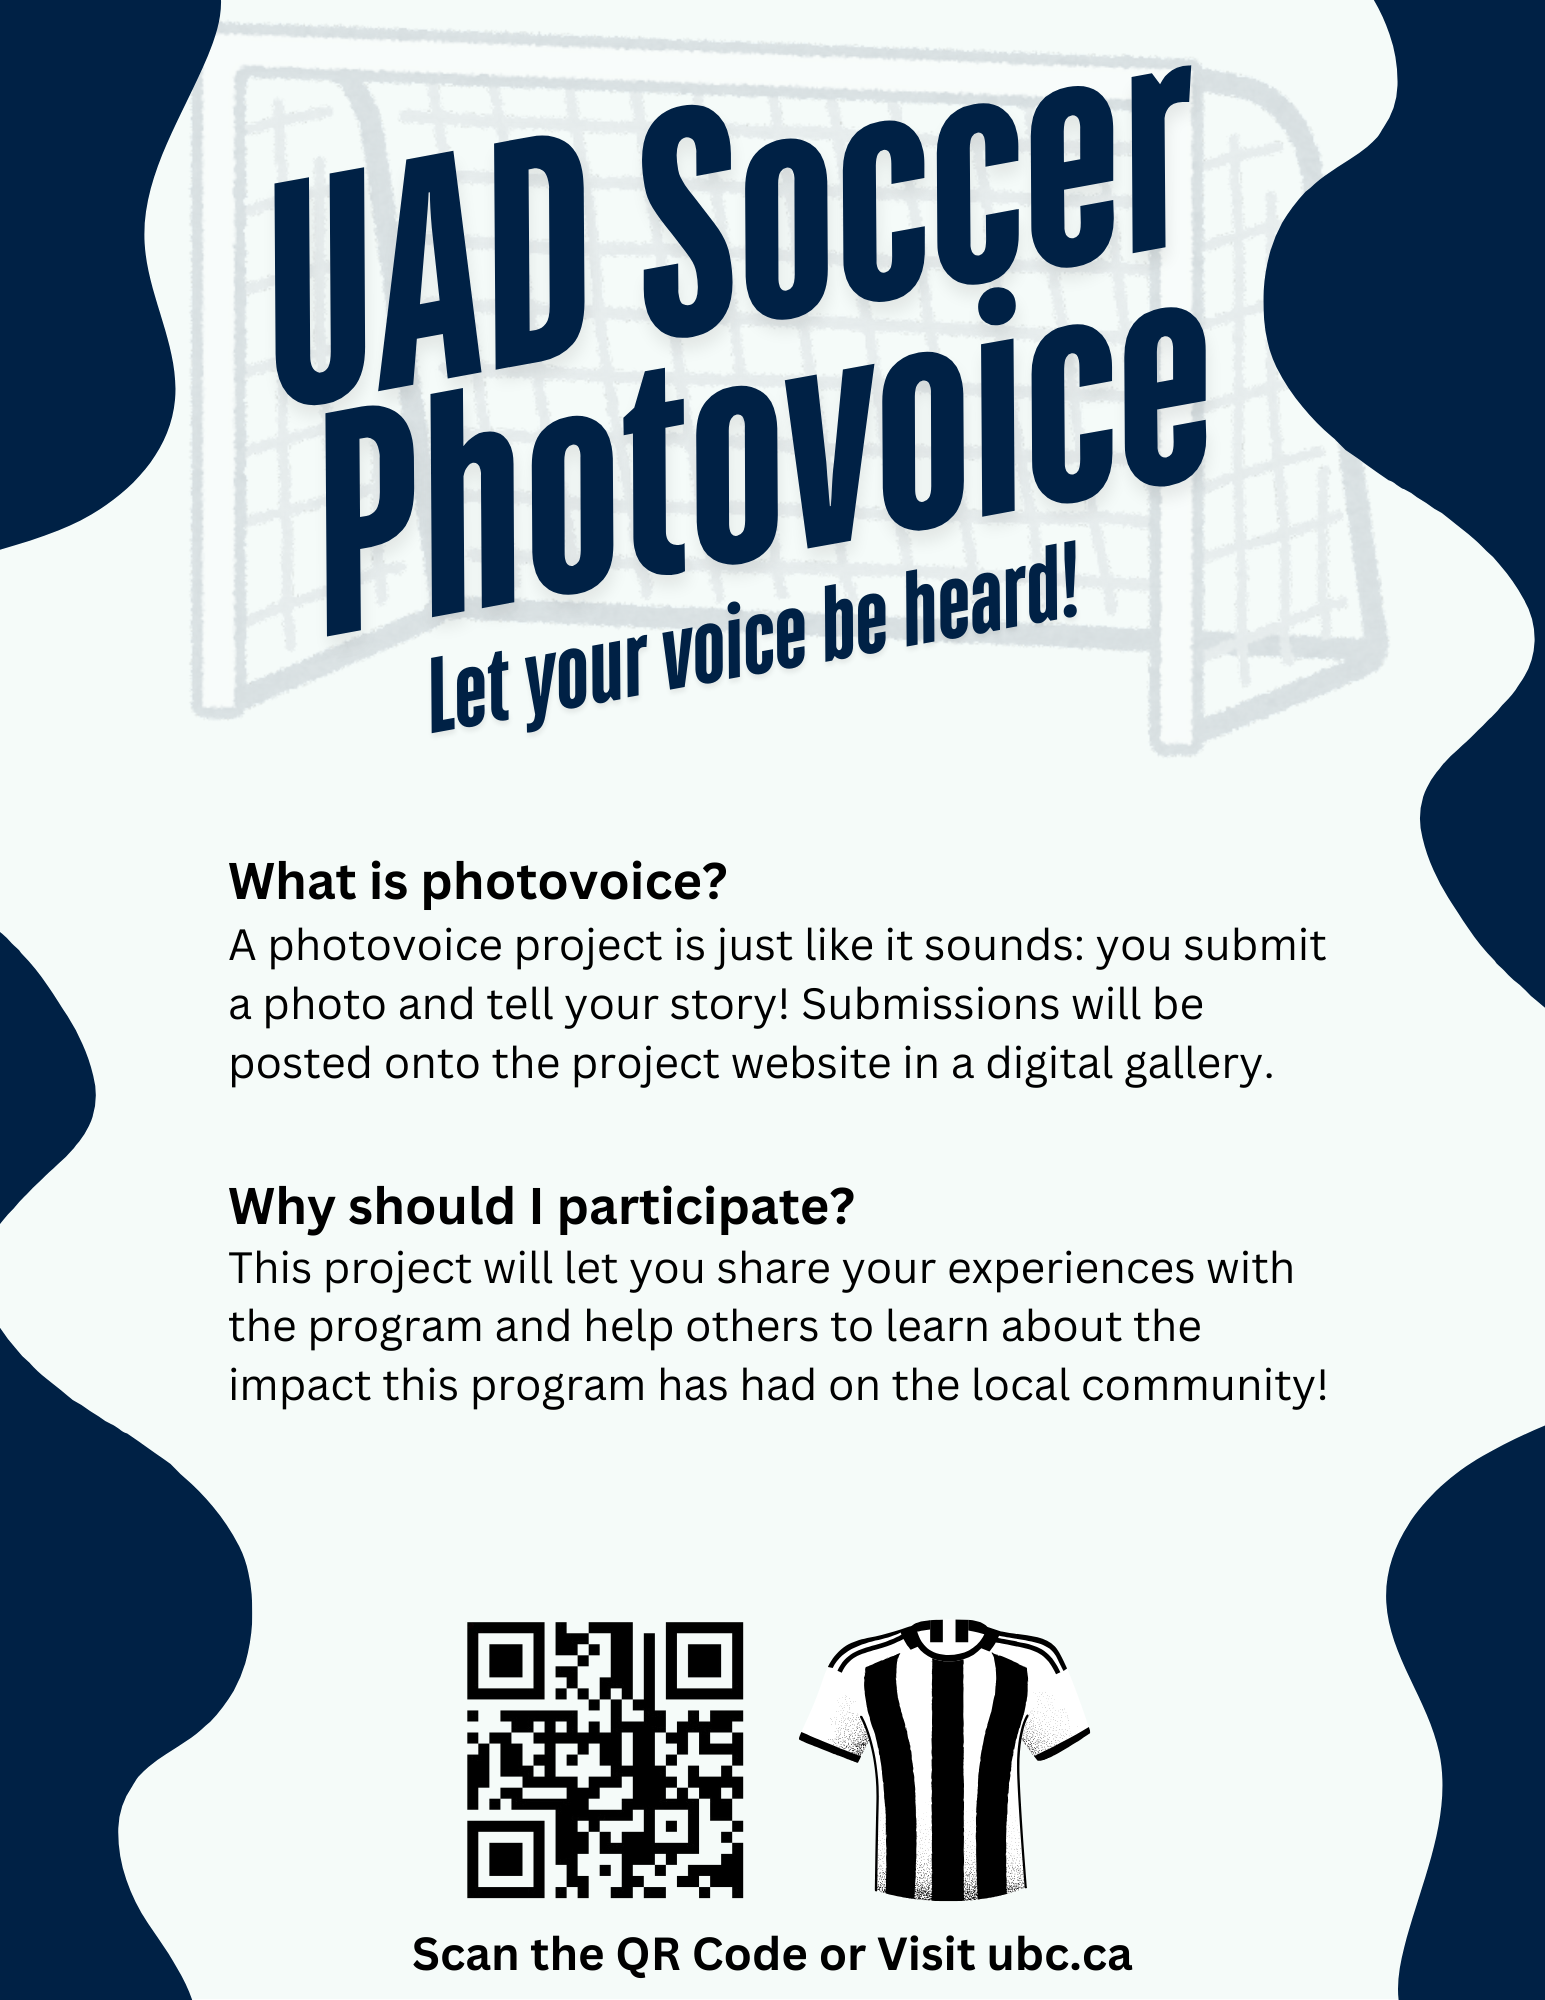 UAD Soccer
Photovoice
Let your voice be heard!
What is photovoice?
A photovoice project is just like it sounds: you submit
a photo and tell your story! Submissions will be
posted onto the project website in a digital gallery.
Why should I participate?
This project will let you share your experiences with
the program and help others to learn about the
impact this program has had on the local community!
Scan the QR Code or Visit ubc.ca